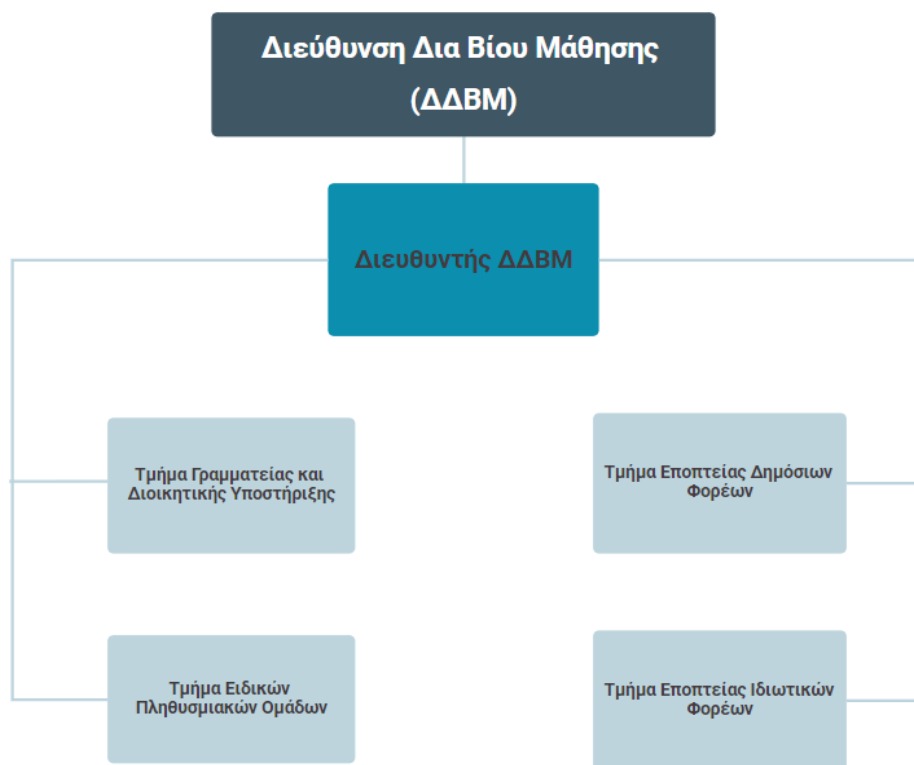 Διεύθυνση Δια Βίου Μάθησης
(ΔΔΒΜ)
Διευθυντής ΔΔΒΜ
Τμήμα Γραμματείας και
Διοικητικής Υποστήριξης
Τμήμα Εποπτείας Δημόσιων
Φορέων
Τμήμα Ειδικών
Πληθυσμιακών Ομάδων
Τμήμα Εποπτείας Ιδιωτικών
Φορέων